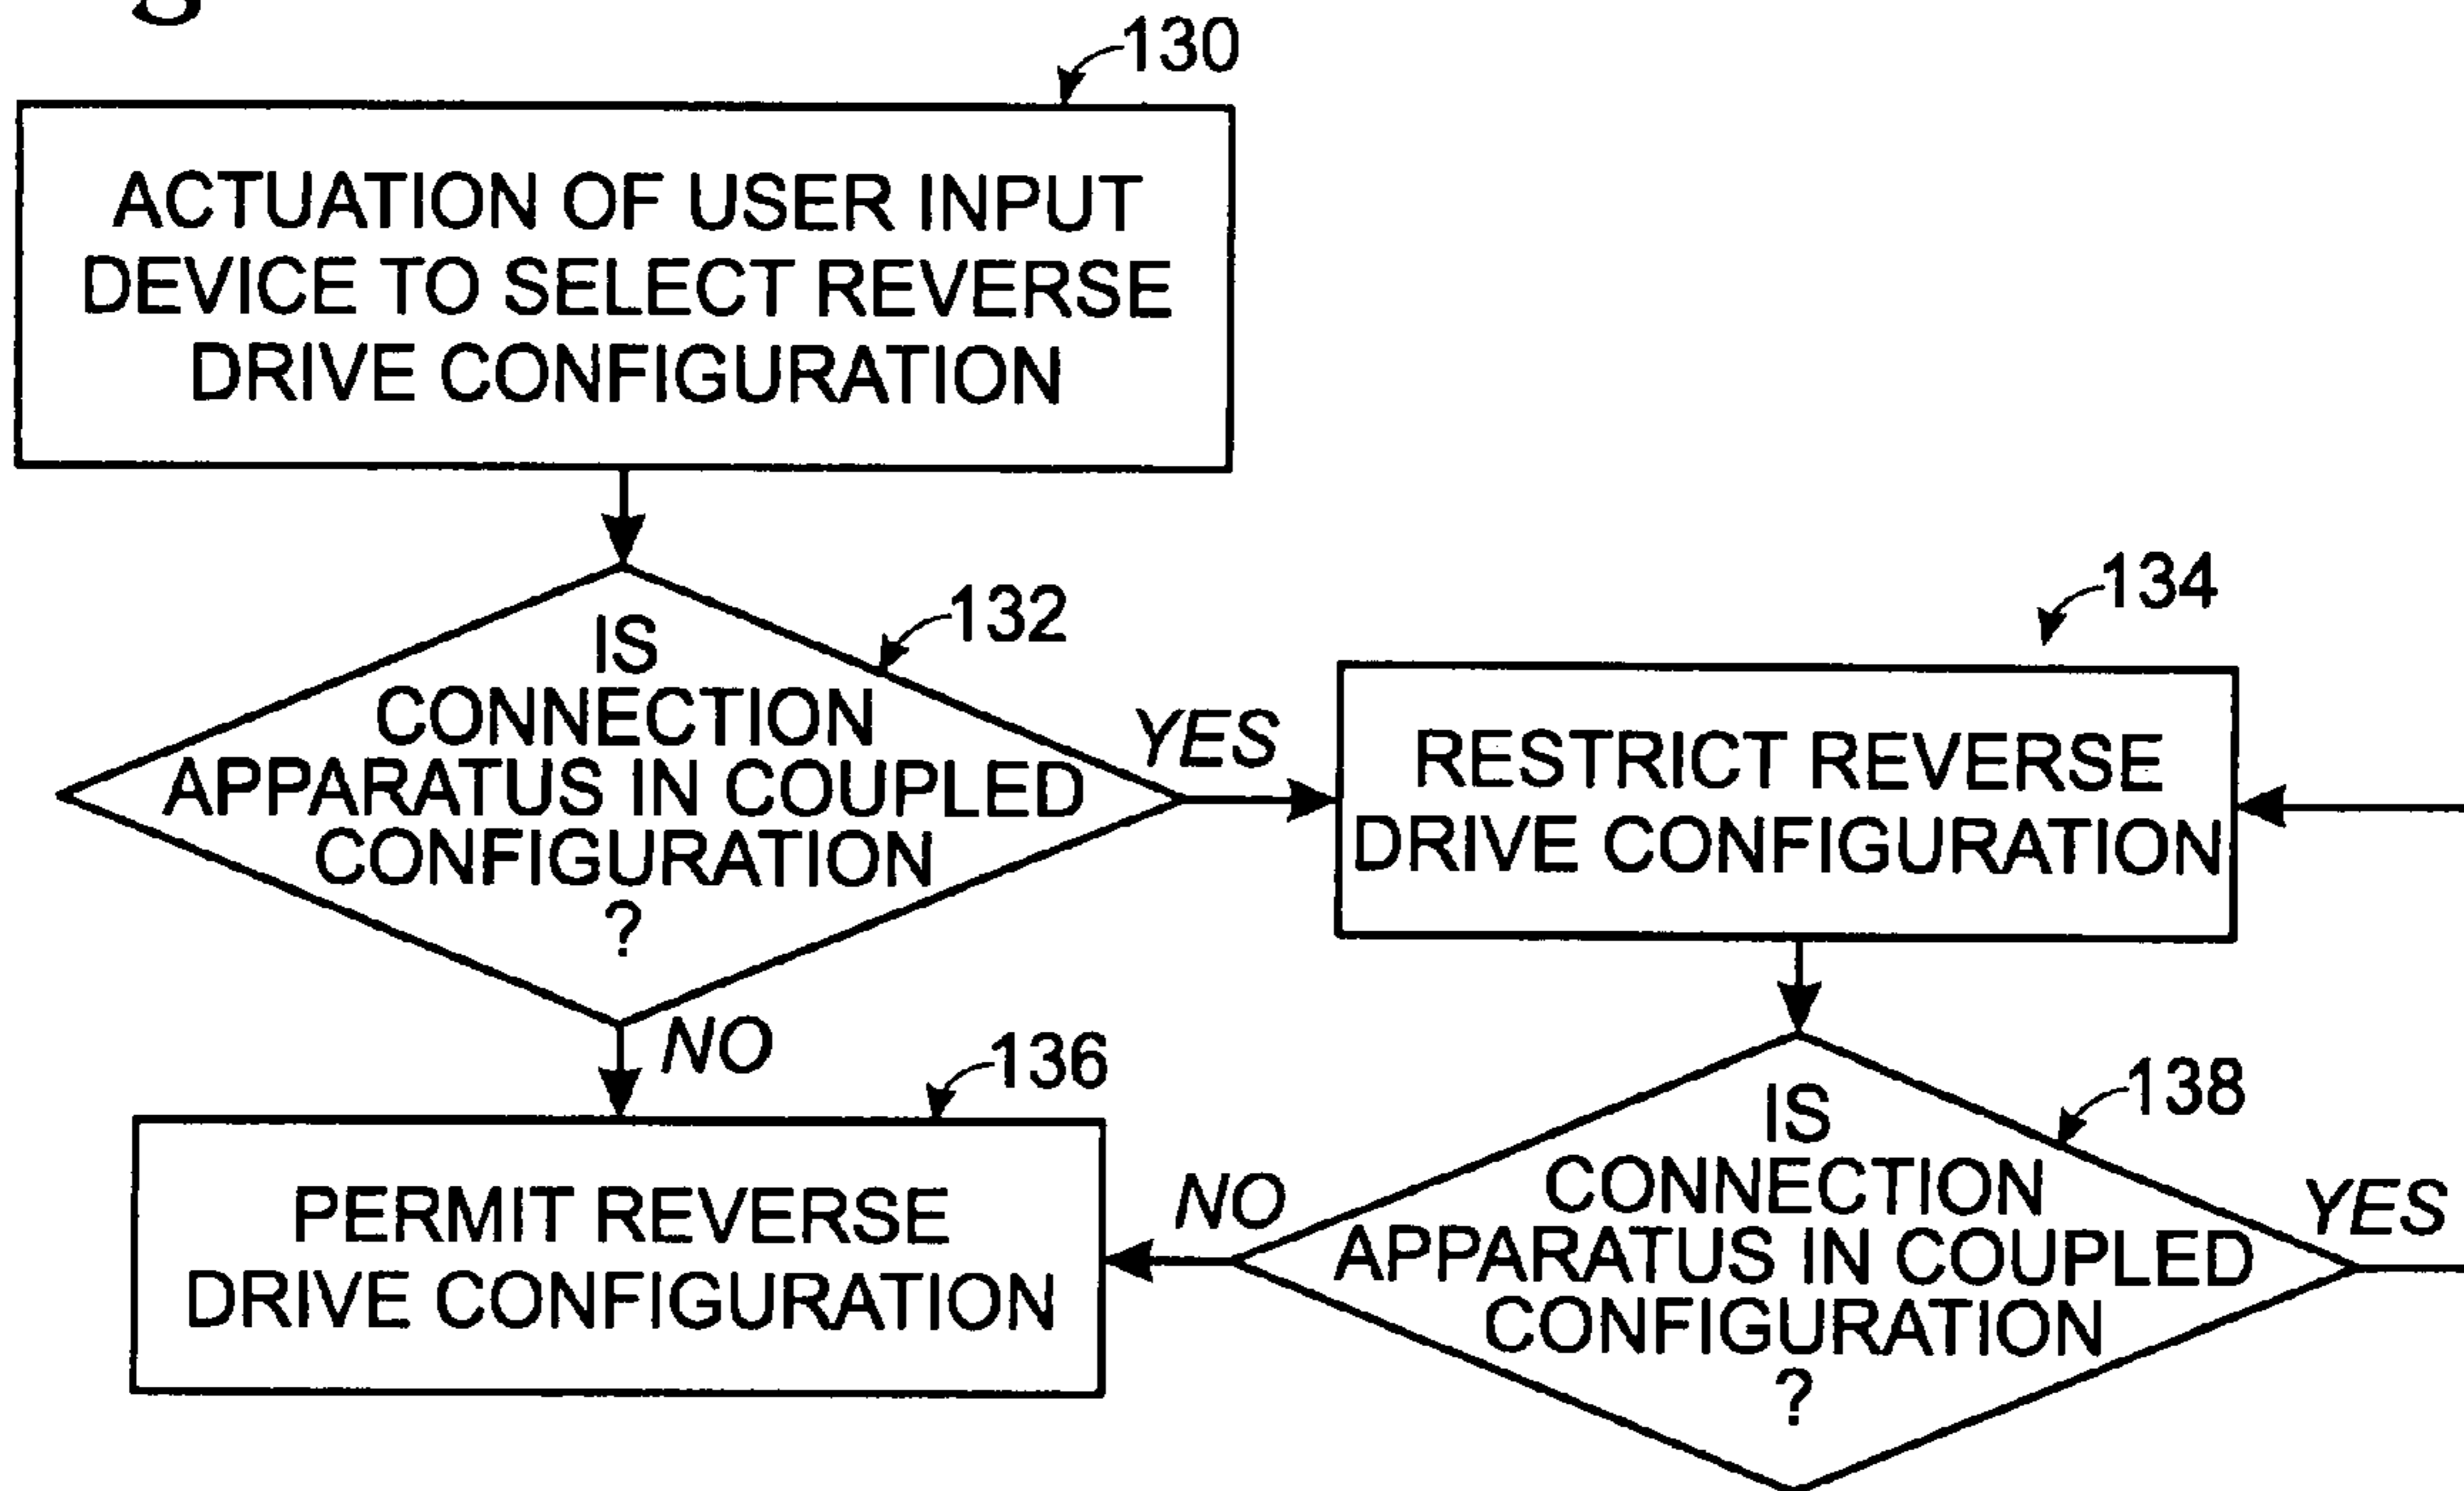 130
ACTUATION OF USER INPUT
DEVICE TO SELECT REVERSE
DRIVE CONFIGURATION
132
IS
CONNECTION
APPARATUS IN COUPLED
CONFIGURATION
?
YES
134
RESTRICT REVERSE
DRIVE CONFIGURATION
NO
136
PERMIT REVERSE
DRIVE CONFIGURATION
138
IS
CONNECTION
APPARATUS IN COUPLED
CONFIGURATION
?
NO
YES